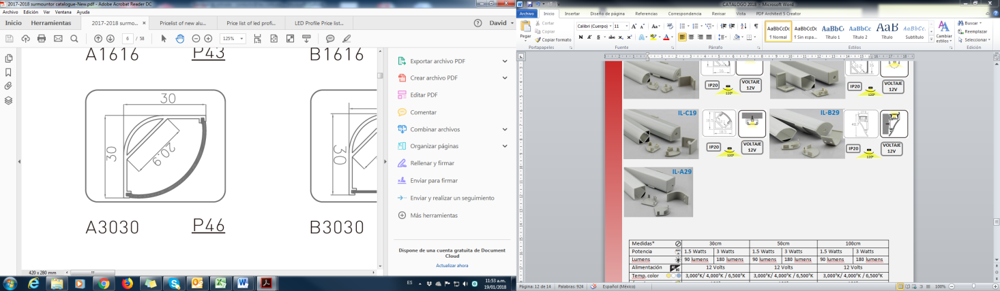 2017-2018 surmountor catalogue-New.pdf - Adobe Acrobat Reader DC
Archivo Edición Ver Ventana Ayuda
Inicio Herramientas 2017-2018 surmo... × Pricelist of new alu... Price list of led profi... LED Profile Price list... David
6 / 58 125%
A1616 P43 B1616
30
30
20.9
A3030 P46
30
B3030
420 x 280 mm
Exportar archivo PDF
Crear archivo PDF
Editar PDF
Comentar
Combinar archivos
Organizar páginas
Rellenar y firmar
Enviar para firmar
Enviar y realizar un seguimiento
Más herramientas
Dispone de una cuenta gratuita de Document
Cloud
Actualizar ahora
ES 11:53 a.m.
19/01/2018
CATALOGO 2018 - Microsoft Word
Archivo Inicio Insertar Diseño de página Referencias Correspondencia Revisar Vista PDF Architect 5 Creator
Pegar
Cortar
Copiar
Copiar formato
Portapapeles
Calibri (Cuerpo) 11
N K S
Fuente
Párrafo
AaBbCcDc AaBbCcDc AaBbC AaBbCc AaB AaBbCc
¶ Normal ¶ Sin espa... Título 1 Título 2 Título Subtítulo
Cambiar
estilos
Estilos
Buscar
Reemplazar
Seleccionar
Edición
IP20 120° VOLTAJE
12V
IP20 120° VOLTAJE
12V
IL-C19
IP20 120° VOLTAJE
12V
IL-B29
IP20 120° VOLTAJE
12V
IL-A29
Medidas* 30cm 50cm 100cm
Potencia 1.5 Watts 3 Watts 1.5 Watts 3 Watts 1.5 Watts 3 Watts
Lumens 90 lumens 180 lumens 90 lumens 180 lumens 90 lumens 180 lumens
Alimentación 12 Volts 12 Volts 12 Volts
Temp. color 3,000°K/ 4,000°K / 6,500°K 3,000°K/ 4,000°K / 6,500°K 3,000°K/ 4,000°K / 6,500°K
Página: 12 de 14 Palabras: 924 Español (México) 100%